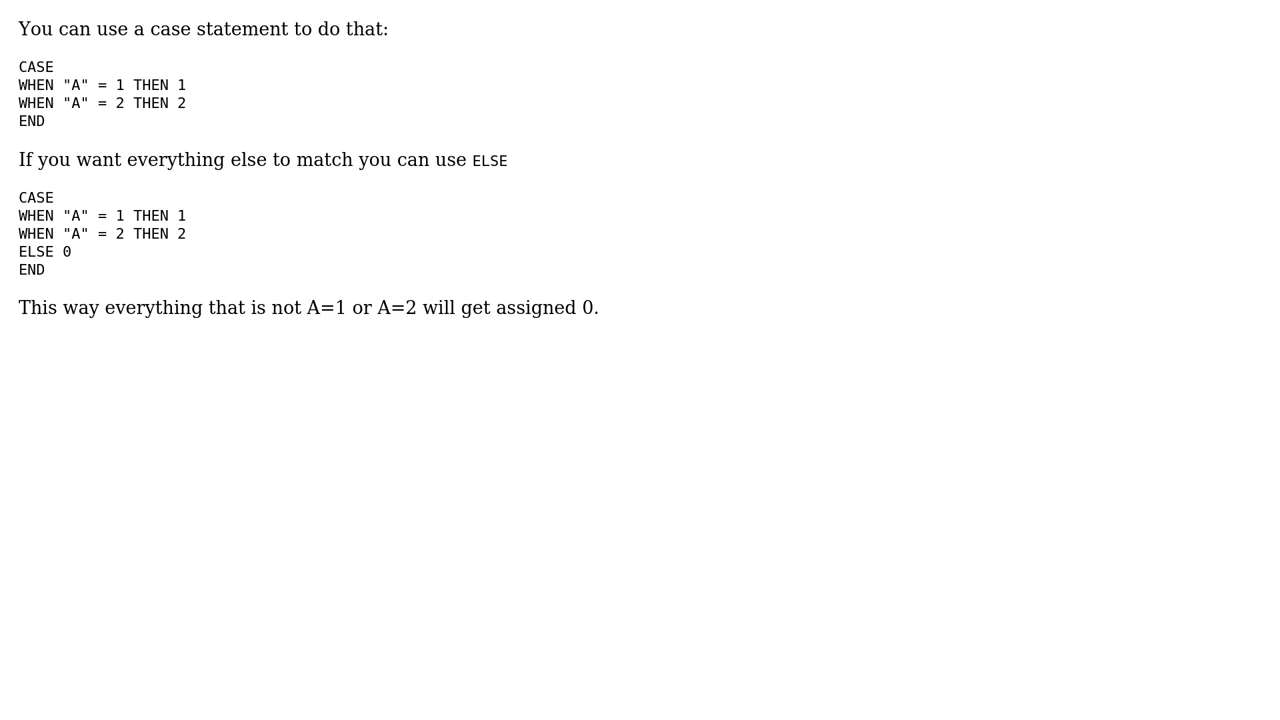 You can use a case statement to do that:
CASE
WHEN "A" = 1 THEN 1
WHEN "A" = 2 THEN 2
END
If you want everything else to match you can use ELSE
CASE
WHEN "A" = 1 THEN 1
WHEN "A" = 2 THEN 2
ELSE 0
END
This way everything that is not A=1 or A=2 will get assigned 0.